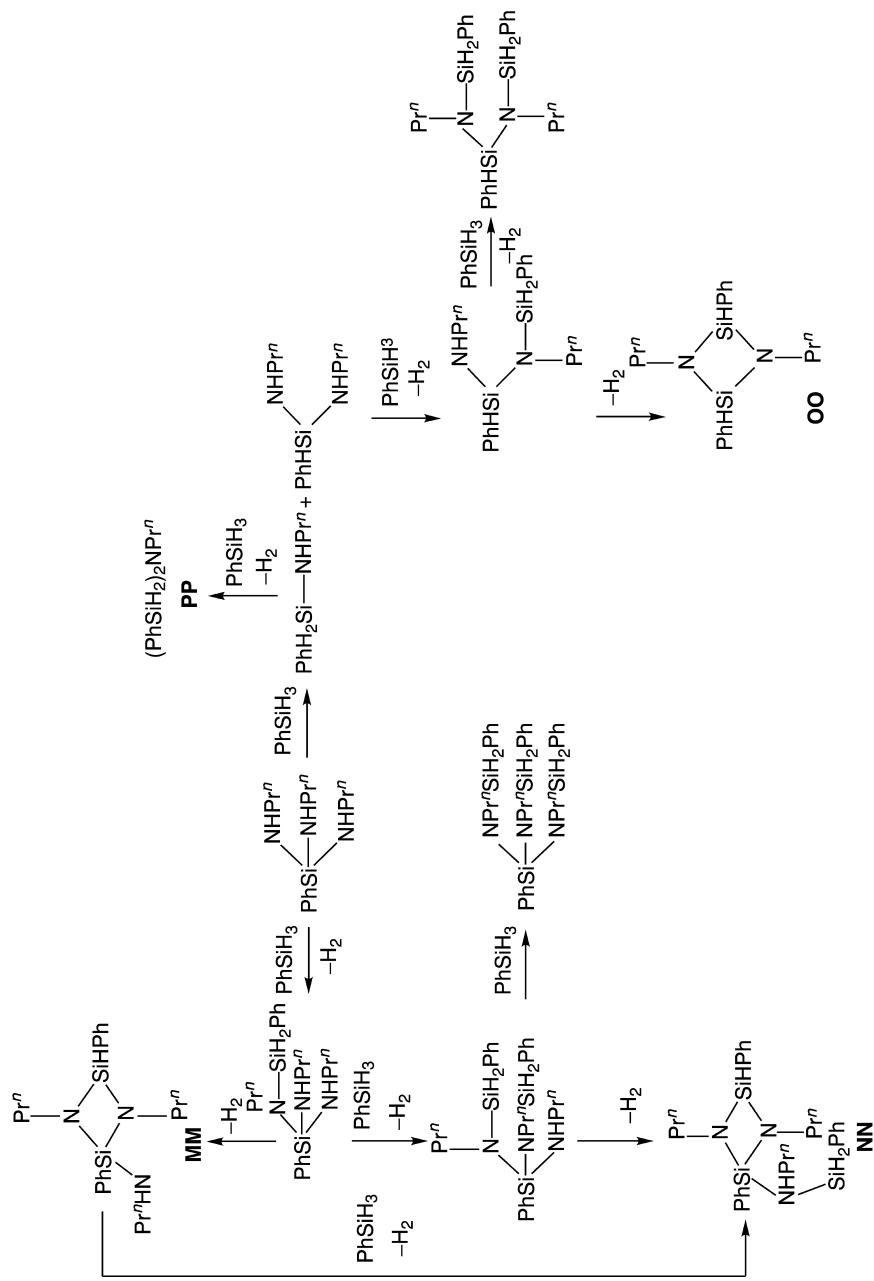 (PhSiH2)2NPrⁿ
PP
PhSiH3
–H2
PhH2Si—NHPrⁿ + PhHSi
NHPrⁿ
NHPrⁿ
PhSiH³
–H2
PhHSi
NHPrⁿ
N—SiH2Ph
Prⁿ
PhSiH3
–H2
PhHSi
Prⁿ
N—SiH2Ph
N—SiH2Ph
Prⁿ
–H2
PhHSi
Prⁿ
N
SiHPh
N
Prⁿ
OO
PhSiH3
PhSi
NHPrⁿ
NHPrⁿ
NHPrⁿ
PhSiH3
–H2
Prⁿ
N—SiH2Ph
PhSi
NHPrⁿ
NHPrⁿ
–H2
MM
Prⁿ
N
PhSi
SiHPh
N
Prⁿ
PrⁿHN
PhSiH3
–H2
Prⁿ
N—SiH2Ph
PhSi
NPrⁿSiH2Ph
NHPrⁿ
PhSiH3
PhSi
NPrⁿSiH2Ph
NPrⁿSiH2Ph
NPrⁿSiH2Ph
–H2
PhSiH3
–H2
Prⁿ
N
PhSi
SiHPh
N
Prⁿ
NHPrⁿ
SiH2Ph
NN